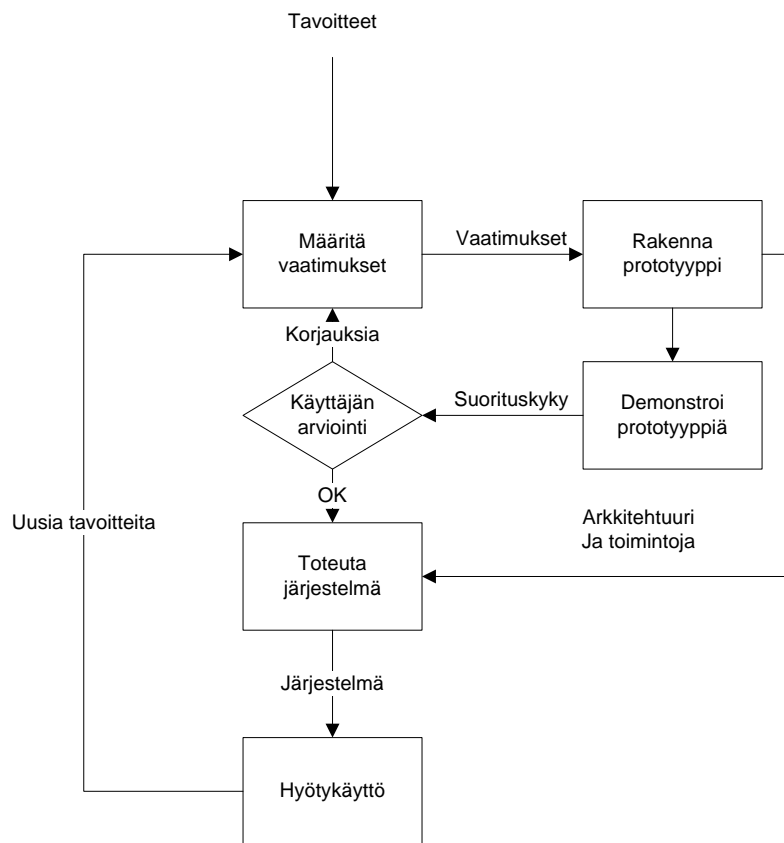 Tavoitteet
Määritä
vaatimukset
Vaatimukset
Rakenna
prototyyppi
Korjauksia
Käyttäjän
arviointi
Suorituskyky
Demonstroi
prototyyppiä
OK
Uusia tavoitteita
Arkkitehtuuri
Ja toimintoja
Toteuta
järjestelmä
Järjestelmä
Hyötykäyttö